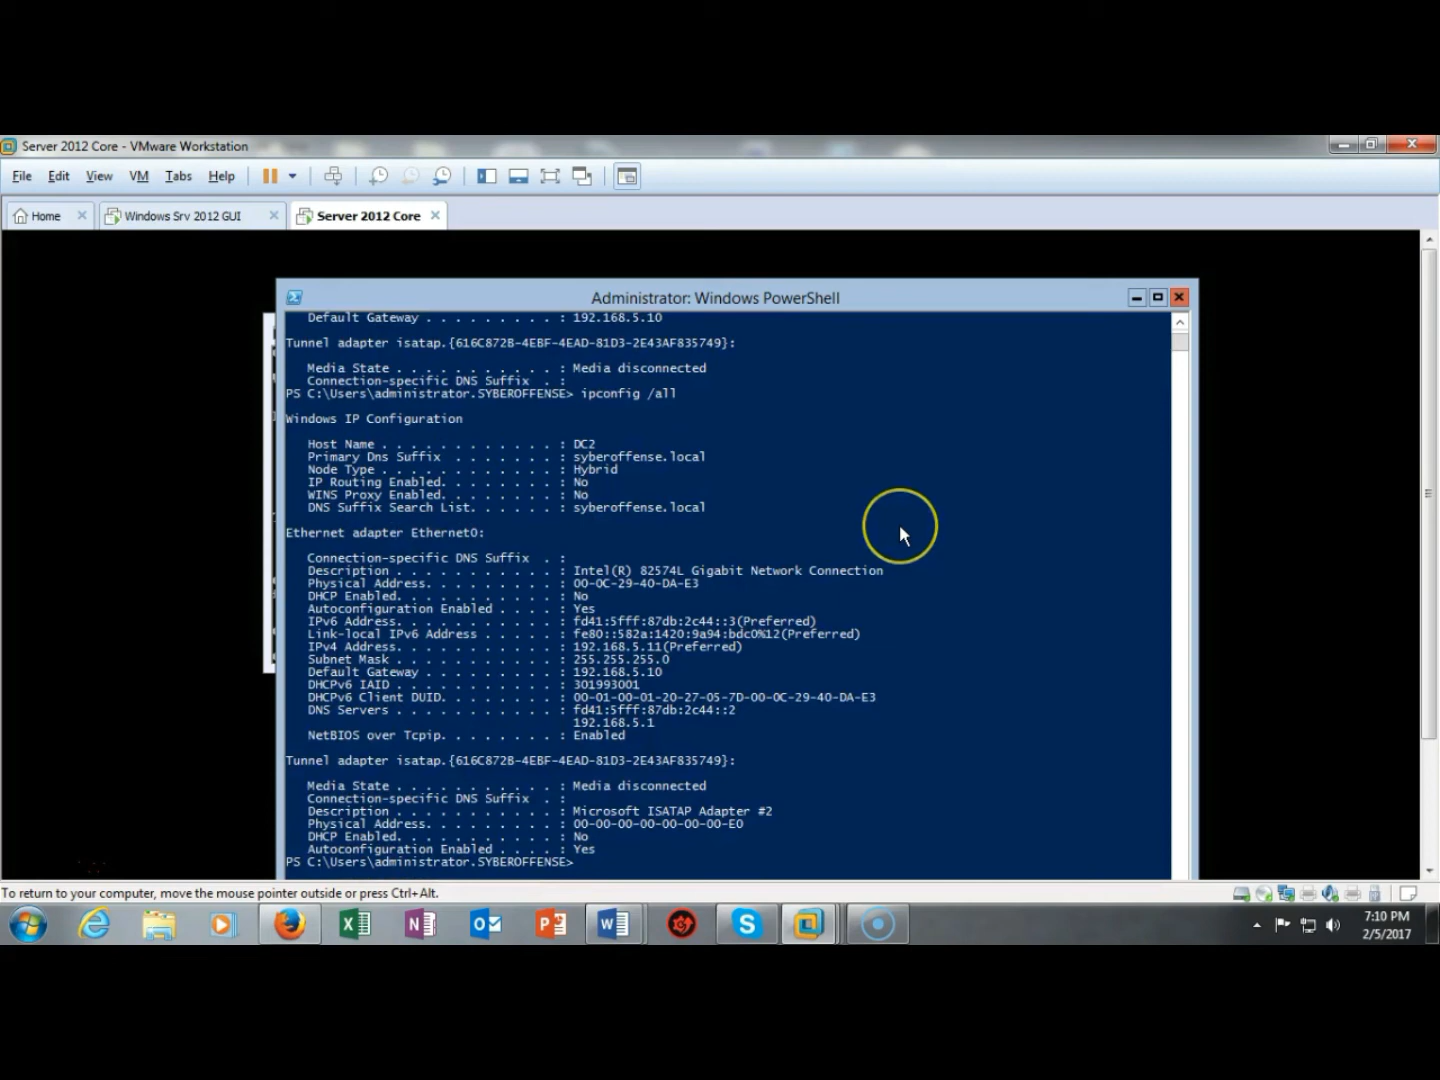 Server 2012 Core - VMware Workstation
File Edit View VM Tabs Help
Home Windows Srv 2012 GUI Server 2012 Core
Administrator: Windows PowerShell
Default Gateway . . . . . . . . . : 192.168.5.10
Tunnel adapter isatap.{616C872B-4EBF-4EAD-81D3-2E43AF835749}:
Media State . . . . . . . . . . . : Media disconnected
Connection-specific DNS Suffix . :
PS C:\Users\administrator.SYBEROFFENSE> ipconfig /all
Windows IP Configuration
Host Name . . . . . . . . . . . . : DC2
Primary Dns Suffix . . . . . . . : syberoffense.local
Node Type . . . . . . . . . . . . : Hybrid
IP Routing Enabled. . . . . . . . : No
WINS Proxy Enabled. . . . . . . . : No
DNS Suffix Search List. . . . . . : syberoffense.local
Ethernet adapter Ethernet0:
Connection-specific DNS Suffix . :
Description . . . . . . . . . . . : Intel(R) 82574L Gigabit Network Connection
Physical Address. . . . . . . . . : 00-0C-29-40-DA-E3
DHCP Enabled. . . . . . . . . . . : No
Autoconfiguration Enabled . . . . : Yes
IPv6 Address. . . . . . . . . . . : fd41:5fff:87db:2c44::3(Preferred)
Link-local IPv6 Address . . . . . : fe80::582a:1420:9a94:bdc0%12(Preferred)
IPv4 Address. . . . . . . . . . . : 192.168.5.11(Preferred)
Subnet Mask . . . . . . . . . . . : 255.255.255.0
Default Gateway . . . . . . . . . : 192.168.5.10
DHCPv6 IAID . . . . . . . . . . . : 301993001
DHCPv6 Client DUID. . . . . . . . : 00-01-00-01-20-27-05-7D-00-0C-29-40-DA-E3
DNS Servers . . . . . . . . . . . : fd41:5fff:87db:2c44::2
192.168.5.1
NetBIOS over Tcpip. . . . . . . . : Enabled
Tunnel adapter isatap.{616C872B-4EBF-4EAD-81D3-2E43AF835749}:
Media State . . . . . . . . . . . : Media disconnected
Connection-specific DNS Suffix . :
Description . . . . . . . . . . . : Microsoft ISATAP Adapter #2
Physical Address. . . . . . . . . : 00-00-00-00-00-00-00-E0
DHCP Enabled. . . . . . . . . . . : No
Autoconfiguration Enabled . . . . : Yes
PS C:\Users\administrator.SYBEROFFENSE>
To return to your computer, move the mouse pointer outside or press Ctrl+Alt.
7:10 PM
2/5/2017